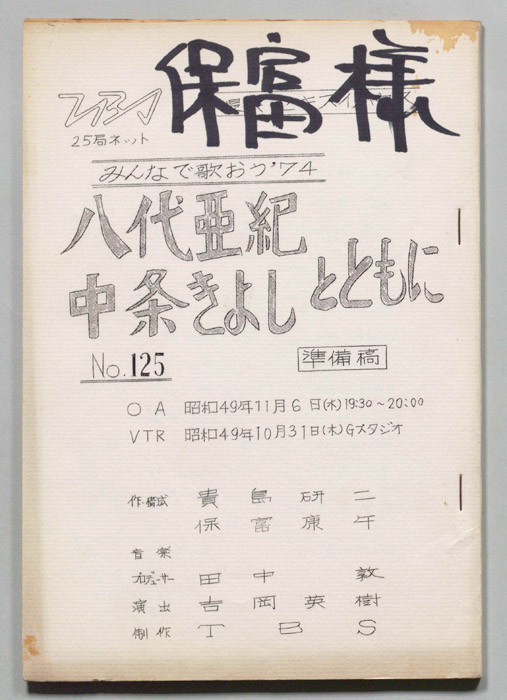 TBS
保富様
25局ネット
みんなで歌おう'74
八代亜紀
中条きよしとともに
No.125
準備稿
OA 昭和49年11月6日(水)19:30~20:00
VTR 昭和49年10月31日(木)Gスタジオ
作・構成 貴島研二
保富康午
音楽
プロデューサー 田中敦
演出 吉岡英樹
制作 TBS